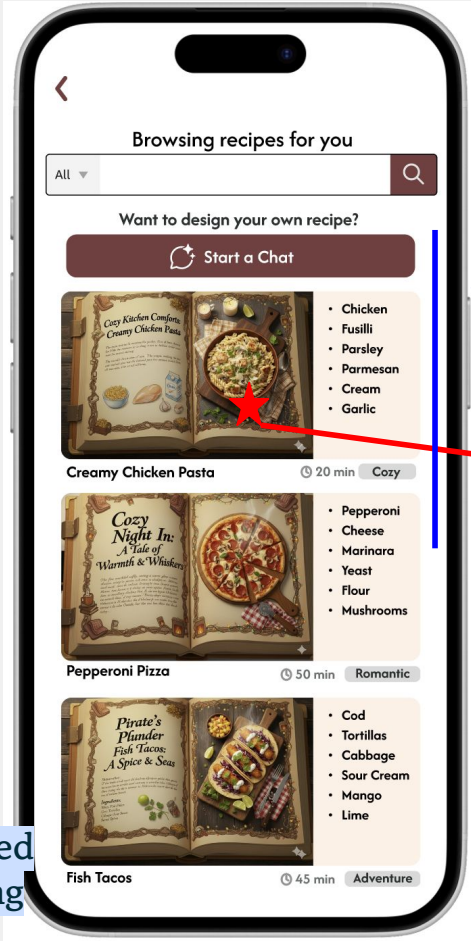 Browsing recipes for you
All
Want to design your own recipe?
Start a Chat
Cozy Kitchen Comforts:
Creamy Chicken Pasta
• Chicken
• Fusilli
• Parsley
• Parmesan
• Cream
• Garlic
Creamy Chicken Pasta
20 min
Cozy
Cozy
Night In:
A Tale of
Warmth & Whiskers
• Pepperoni
• Cheese
• Marinara
• Yeast
• Flour
• Mushrooms
Pepperoni Pizza
50 min
Romantic
Pirate's
Plunder
Fish Tacos:
A Spice & Seas
Ingredients:
• Cod
• Tortillas
• Cabbage
• Sour Cream
• Mango
• Lime
Fish Tacos
45 min
Adventure
ed
ng